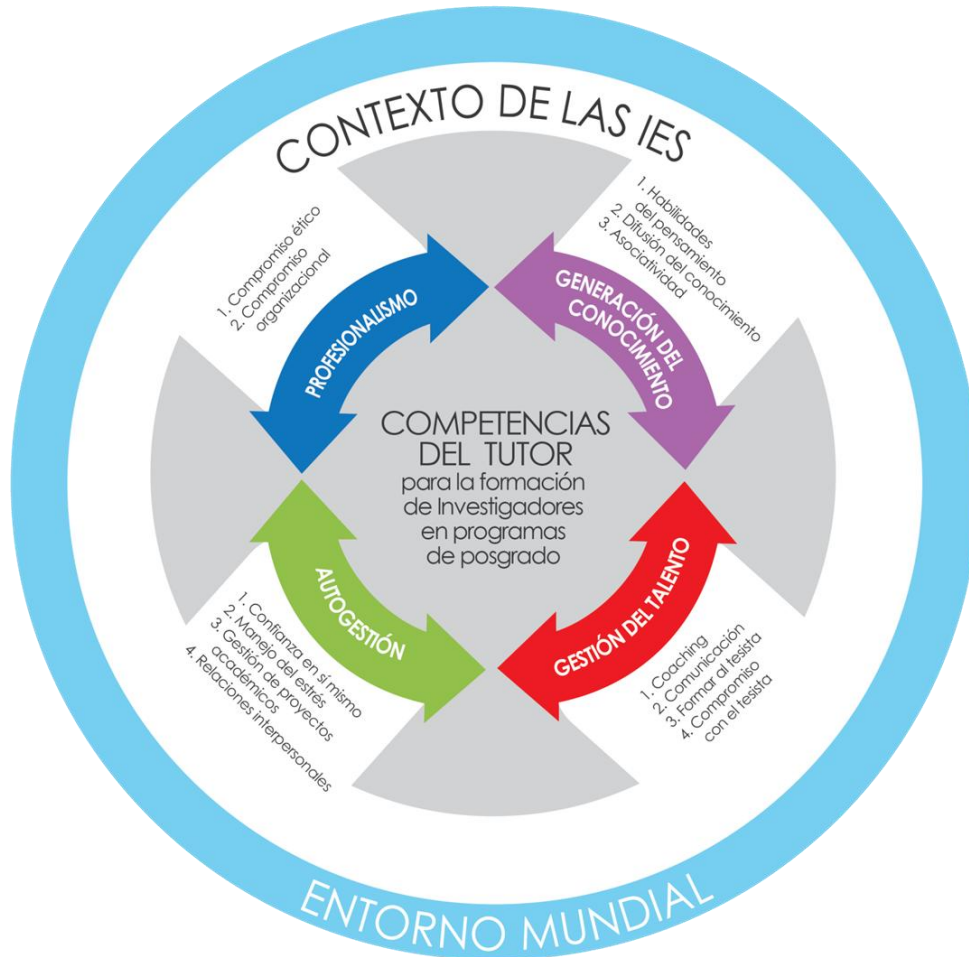 CONTEXTO DE LAS IES
1. Compromiso ético
2. Compromiso
organizacional
1. Habilidades
del pensamiento
2. Difusión del conocimiento
3. Asociatividad
PROFESIONALISMO
GENERACIÓN DEL
CONOCIMIENTO
COMPETENCIAS
DEL TUTOR
para la formación
de Investigadores
en programas
de posgrado
AUTOGESTIÓN
GESTIÓN DEL TALENTO
1. Confianza en sí mismo
2. Manejo del estrés
3. Gestión de proyectos
académicos
4. Relaciones interpersonales
1. Coaching
2. Comunicación
3. Formar al tesista
4. Compromiso
con el tesista
ENTORNO MUNDIAL